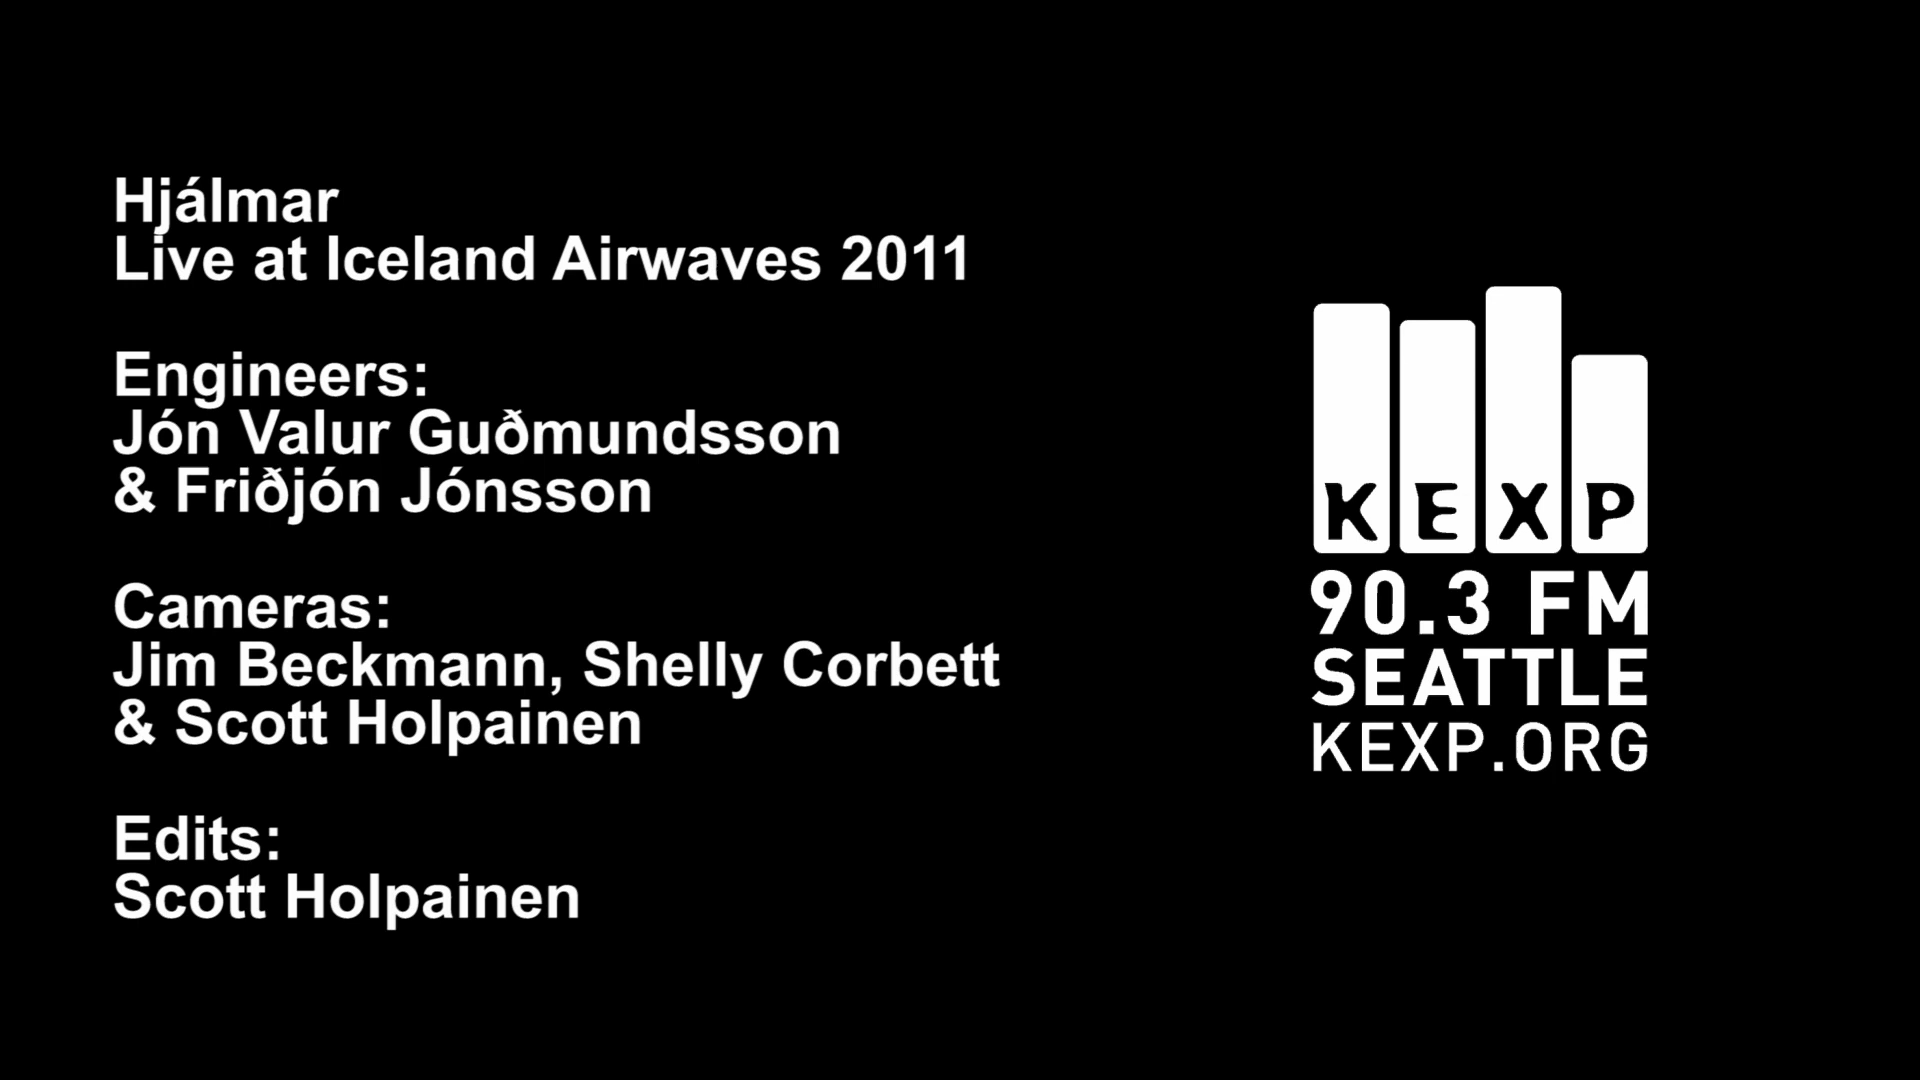 Hjálmar
Live at Iceland Airwaves 2011
Engineers:
Jón Valur Guðmundsson
& Friðjón Jónsson
Cameras:
Jim Beckmann, Shelly Corbett
& Scott Holpainen
Edits:
Scott Holpainen
KEXP
90.3 FM
SEATTLE
KEXP.ORG